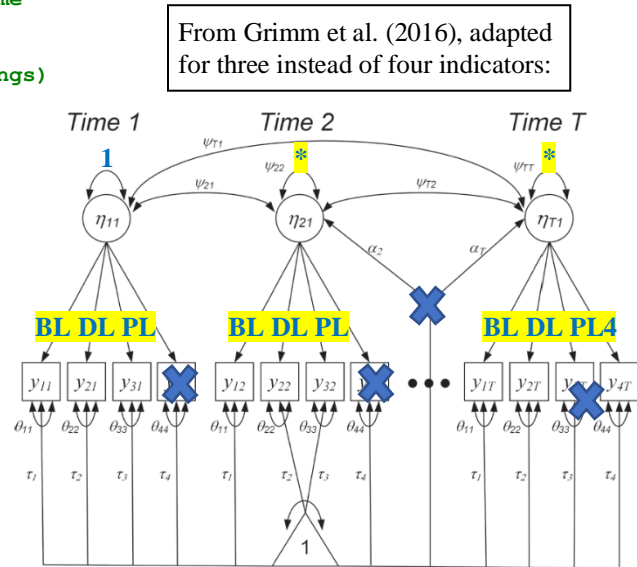 me
From Grimm et al. (2016), adapted
for three instead of four indicators:
ngs)
Time 1 Time 2 Time T
1 * *
ψT1
ψ22 ψTT
ψ21 ψT2
η11 η21 ηT1
α2 αT
BL DL PL BL DL PL BL DL PL4
y11 y21 y31 y12 y22 y32 y1T y2T y4T
θ11 θ22 θ33 θ44 θ11 θ22 θ33 θ44 θ11 θ22 θ33 θ44
τ1 τ2 τ3 τ4 τ1 τ2 τ3 τ4 τ1 τ2 τ3 τ4
1